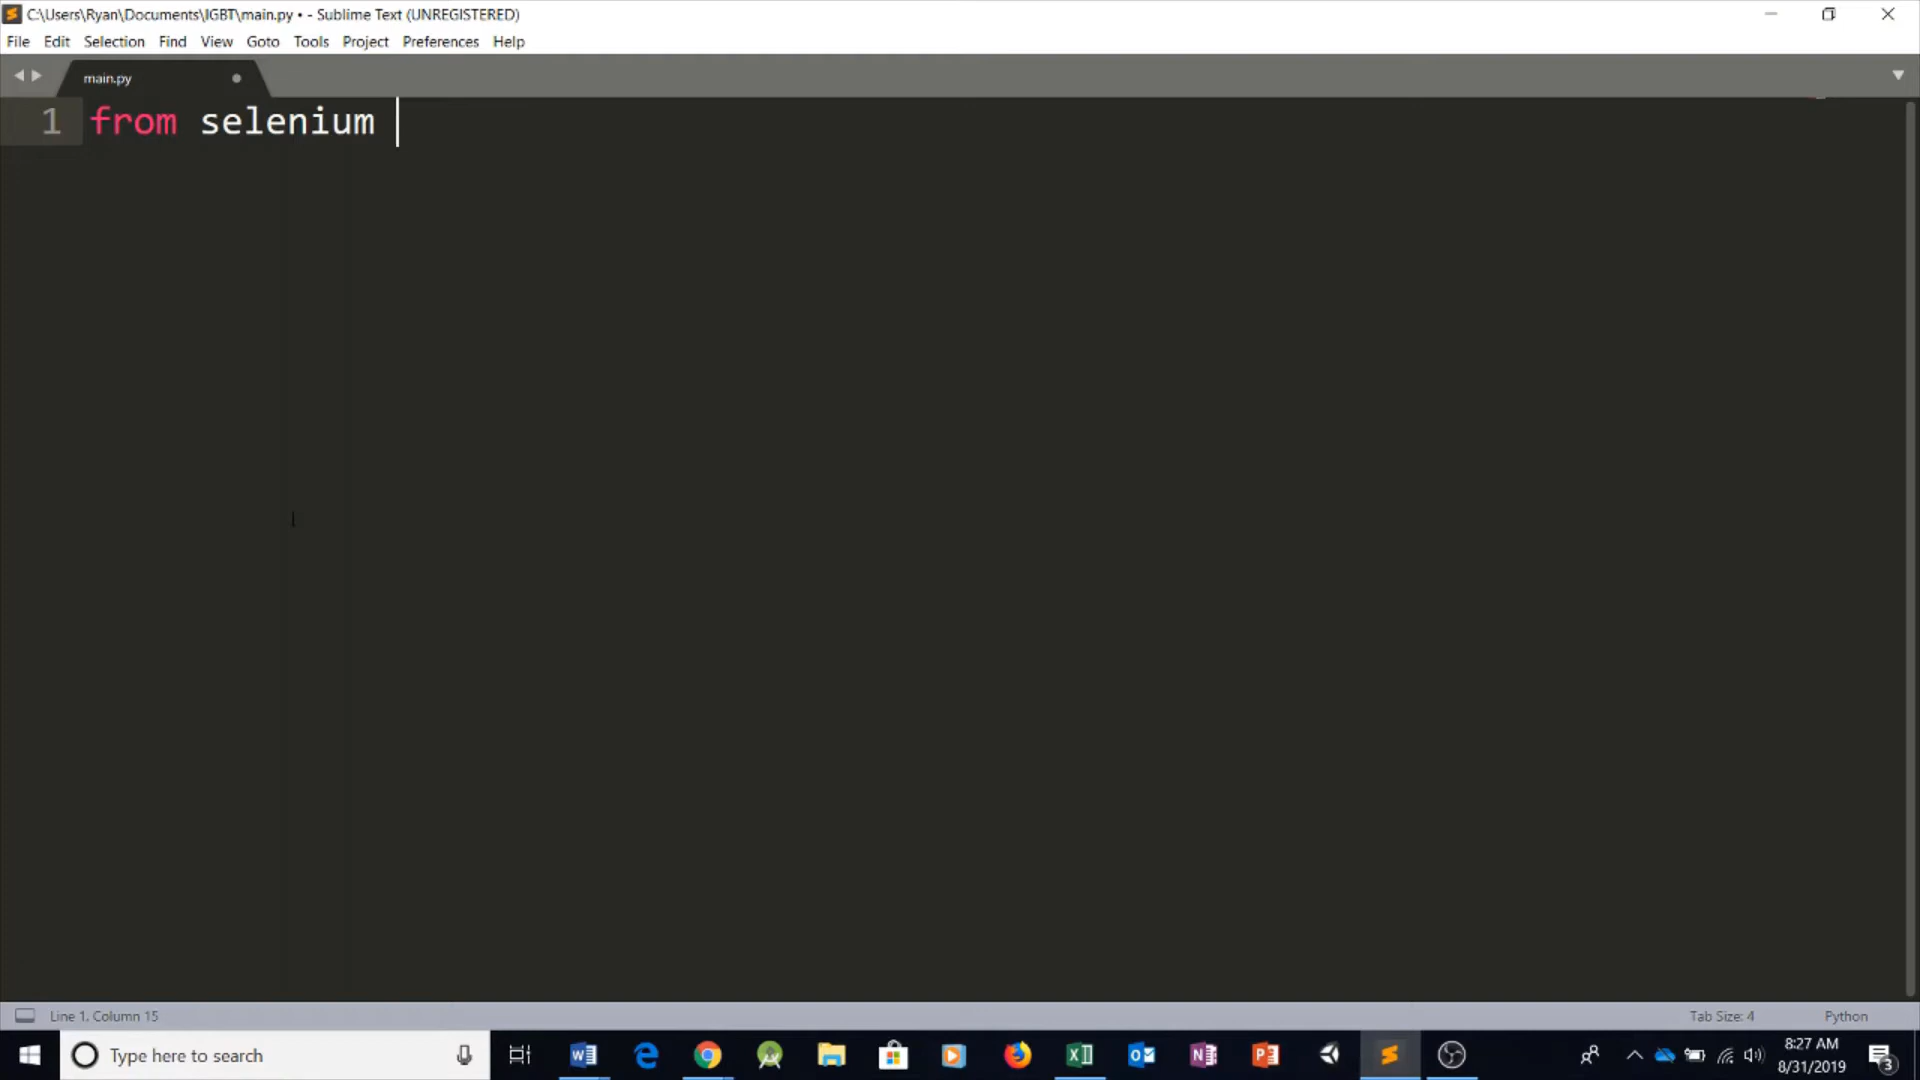 C:\Users\Ryan\Documents\IGBT\main.py • - Sublime Text (UNREGISTERED)
File Edit Selection Find View Goto Tools Project Preferences Help
main.py
1 from selenium
Line 1, Column 15 Tab Size: 4 Python
Type here to search
8:27 AM
8/31/2019
3